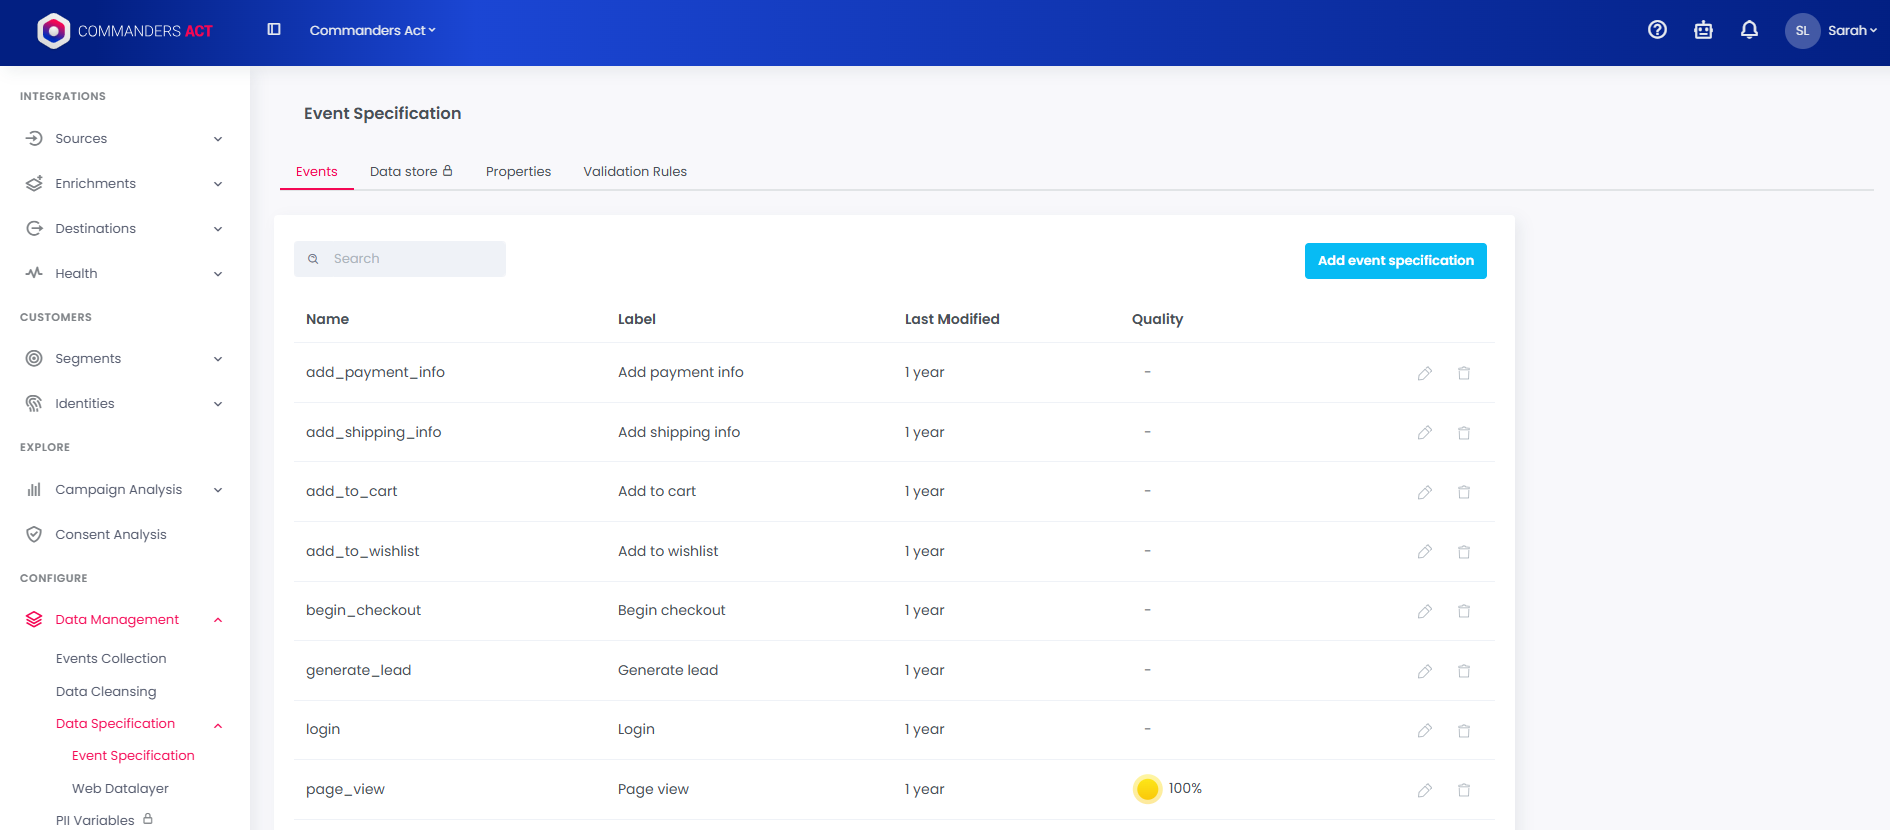 COMMANDERS ACT
Commanders Act
SL
Sarah
INTEGRATIONS
Sources
Enrichments
Destinations
Health
CUSTOMERS
Segments
Identities
EXPLORE
Campaign Analysis
Consent Analysis
CONFIGURE
Data Management
Events Collection
Data Cleansing
Data Specification
Event Specification
Web Datalayer
PII Variables
Event Specification
Events Data store Properties Validation Rules
Search
Add event specification
Name Label Last Modified Quality
add_payment_info Add payment info 1 year -
add_shipping_info Add shipping info 1 year -
add_to_cart Add to cart 1 year -
add_to_wishlist Add to wishlist 1 year -
begin_checkout Begin checkout 1 year -
generate_lead Generate lead 1 year -
login Login 1 year -
page_view Page view 1 year 100%